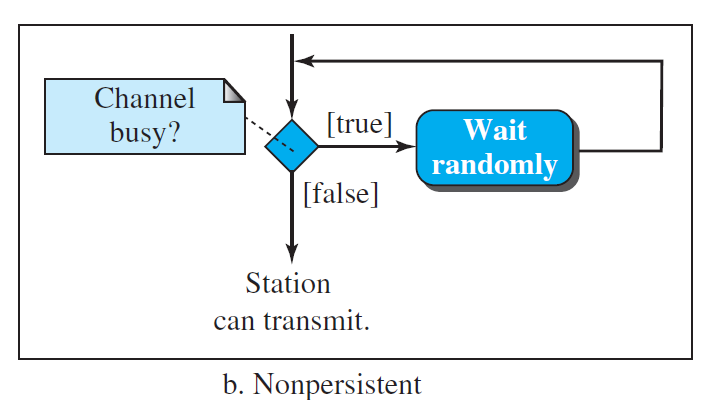 Channel
busy?
[true]
Wait
randomly
[false]
Station
can transmit.
b. Nonpersistent